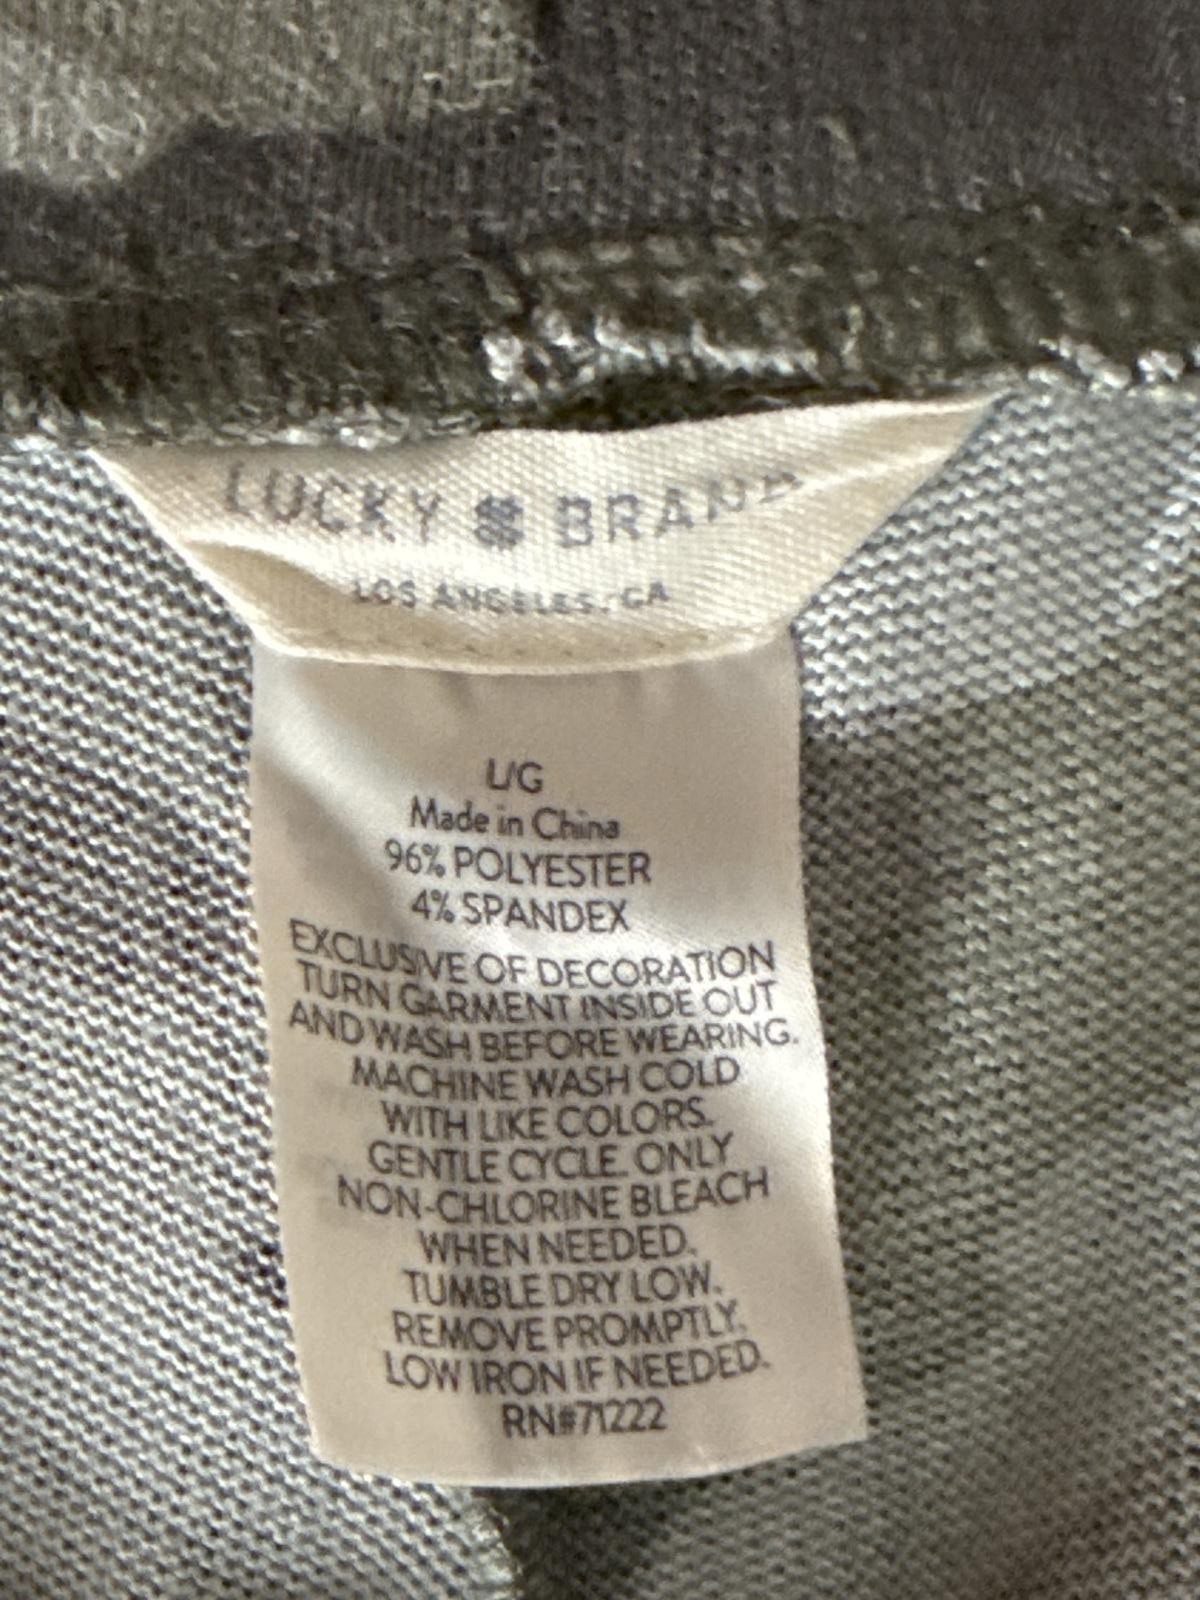 LUCKY BRAND
LOS ANGELES, CA
L/G
Made in China
96% POLYESTER
4% SPANDEX
EXCLUSIVE OF DECORATION
TURN GARMENT INSIDE OUT
AND WASH BEFORE WEARING.
MACHINE WASH COLD
WITH LIKE COLORS.
GENTLE CYCLE. ONLY
NON-CHLORINE BLEACH
WHEN NEEDED.
TUMBLE DRY LOW.
REMOVE PROMPTLY.
LOW IRON IF NEEDED.
RN#71222